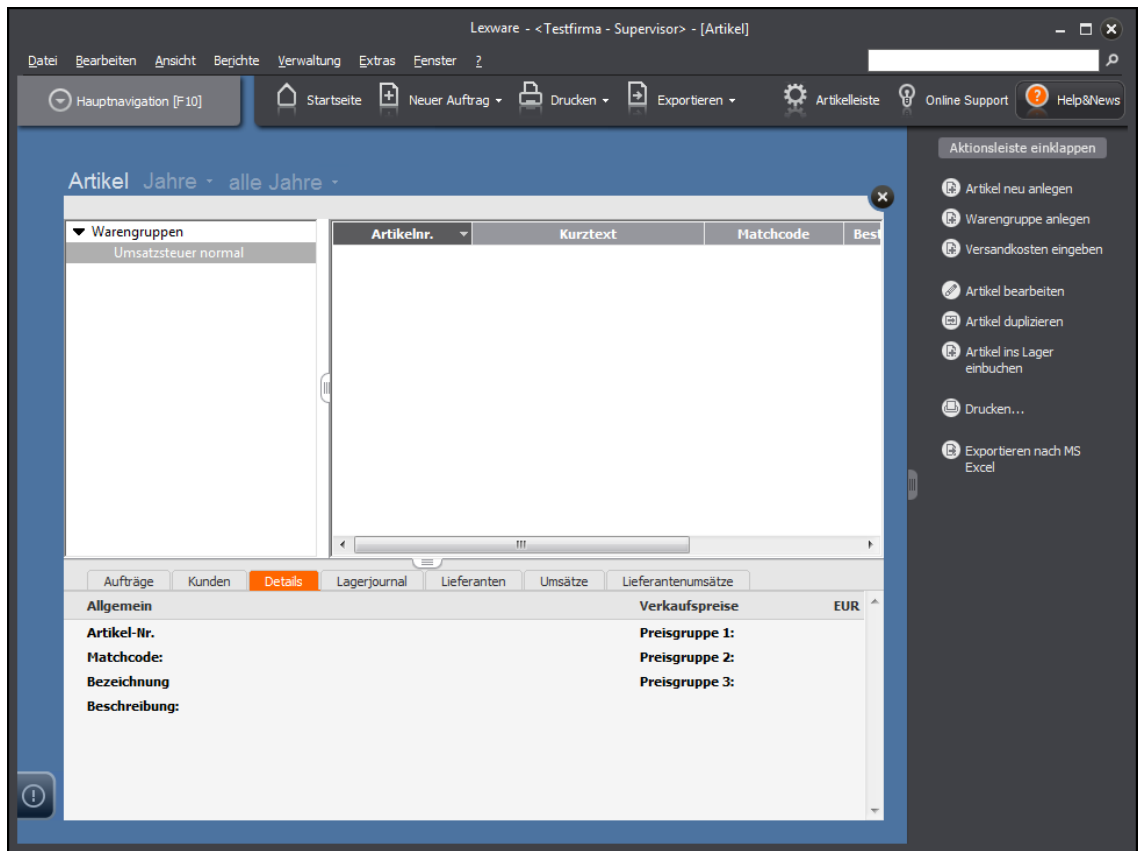 Lexware - <Testfirma - Supervisor> - [Artikel]
Datei Bearbeiten Ansicht Berichte Verwaltung Extras Fenster ?
Hauptnavigation [F10] Startseite Neuer Auftrag Drucken Exportieren Artikelleiste Online Support Help&News
Aktionsleiste einklappen
Artikel Jahre alle Jahre
Artikel neu anlegen
Warengruppe anlegen
Versandkosten eingeben
Artikel bearbeiten
Artikel duplizieren
Artikel ins Lager
einbuchen
Drucken...
Exportieren nach MS
Excel
Warengruppen
Umsatzsteuer normal
Artikelnr. Kurztext Matchcode Best
Aufträge Kunden Details Lagerjournal Lieferanten Umsätze Lieferantenumsätze
Allgemein Verkaufspreise EUR
Artikel-Nr. Preisgruppe 1:
Matchcode: Preisgruppe 2:
Bezeichnung Preisgruppe 3:
Beschreibung: